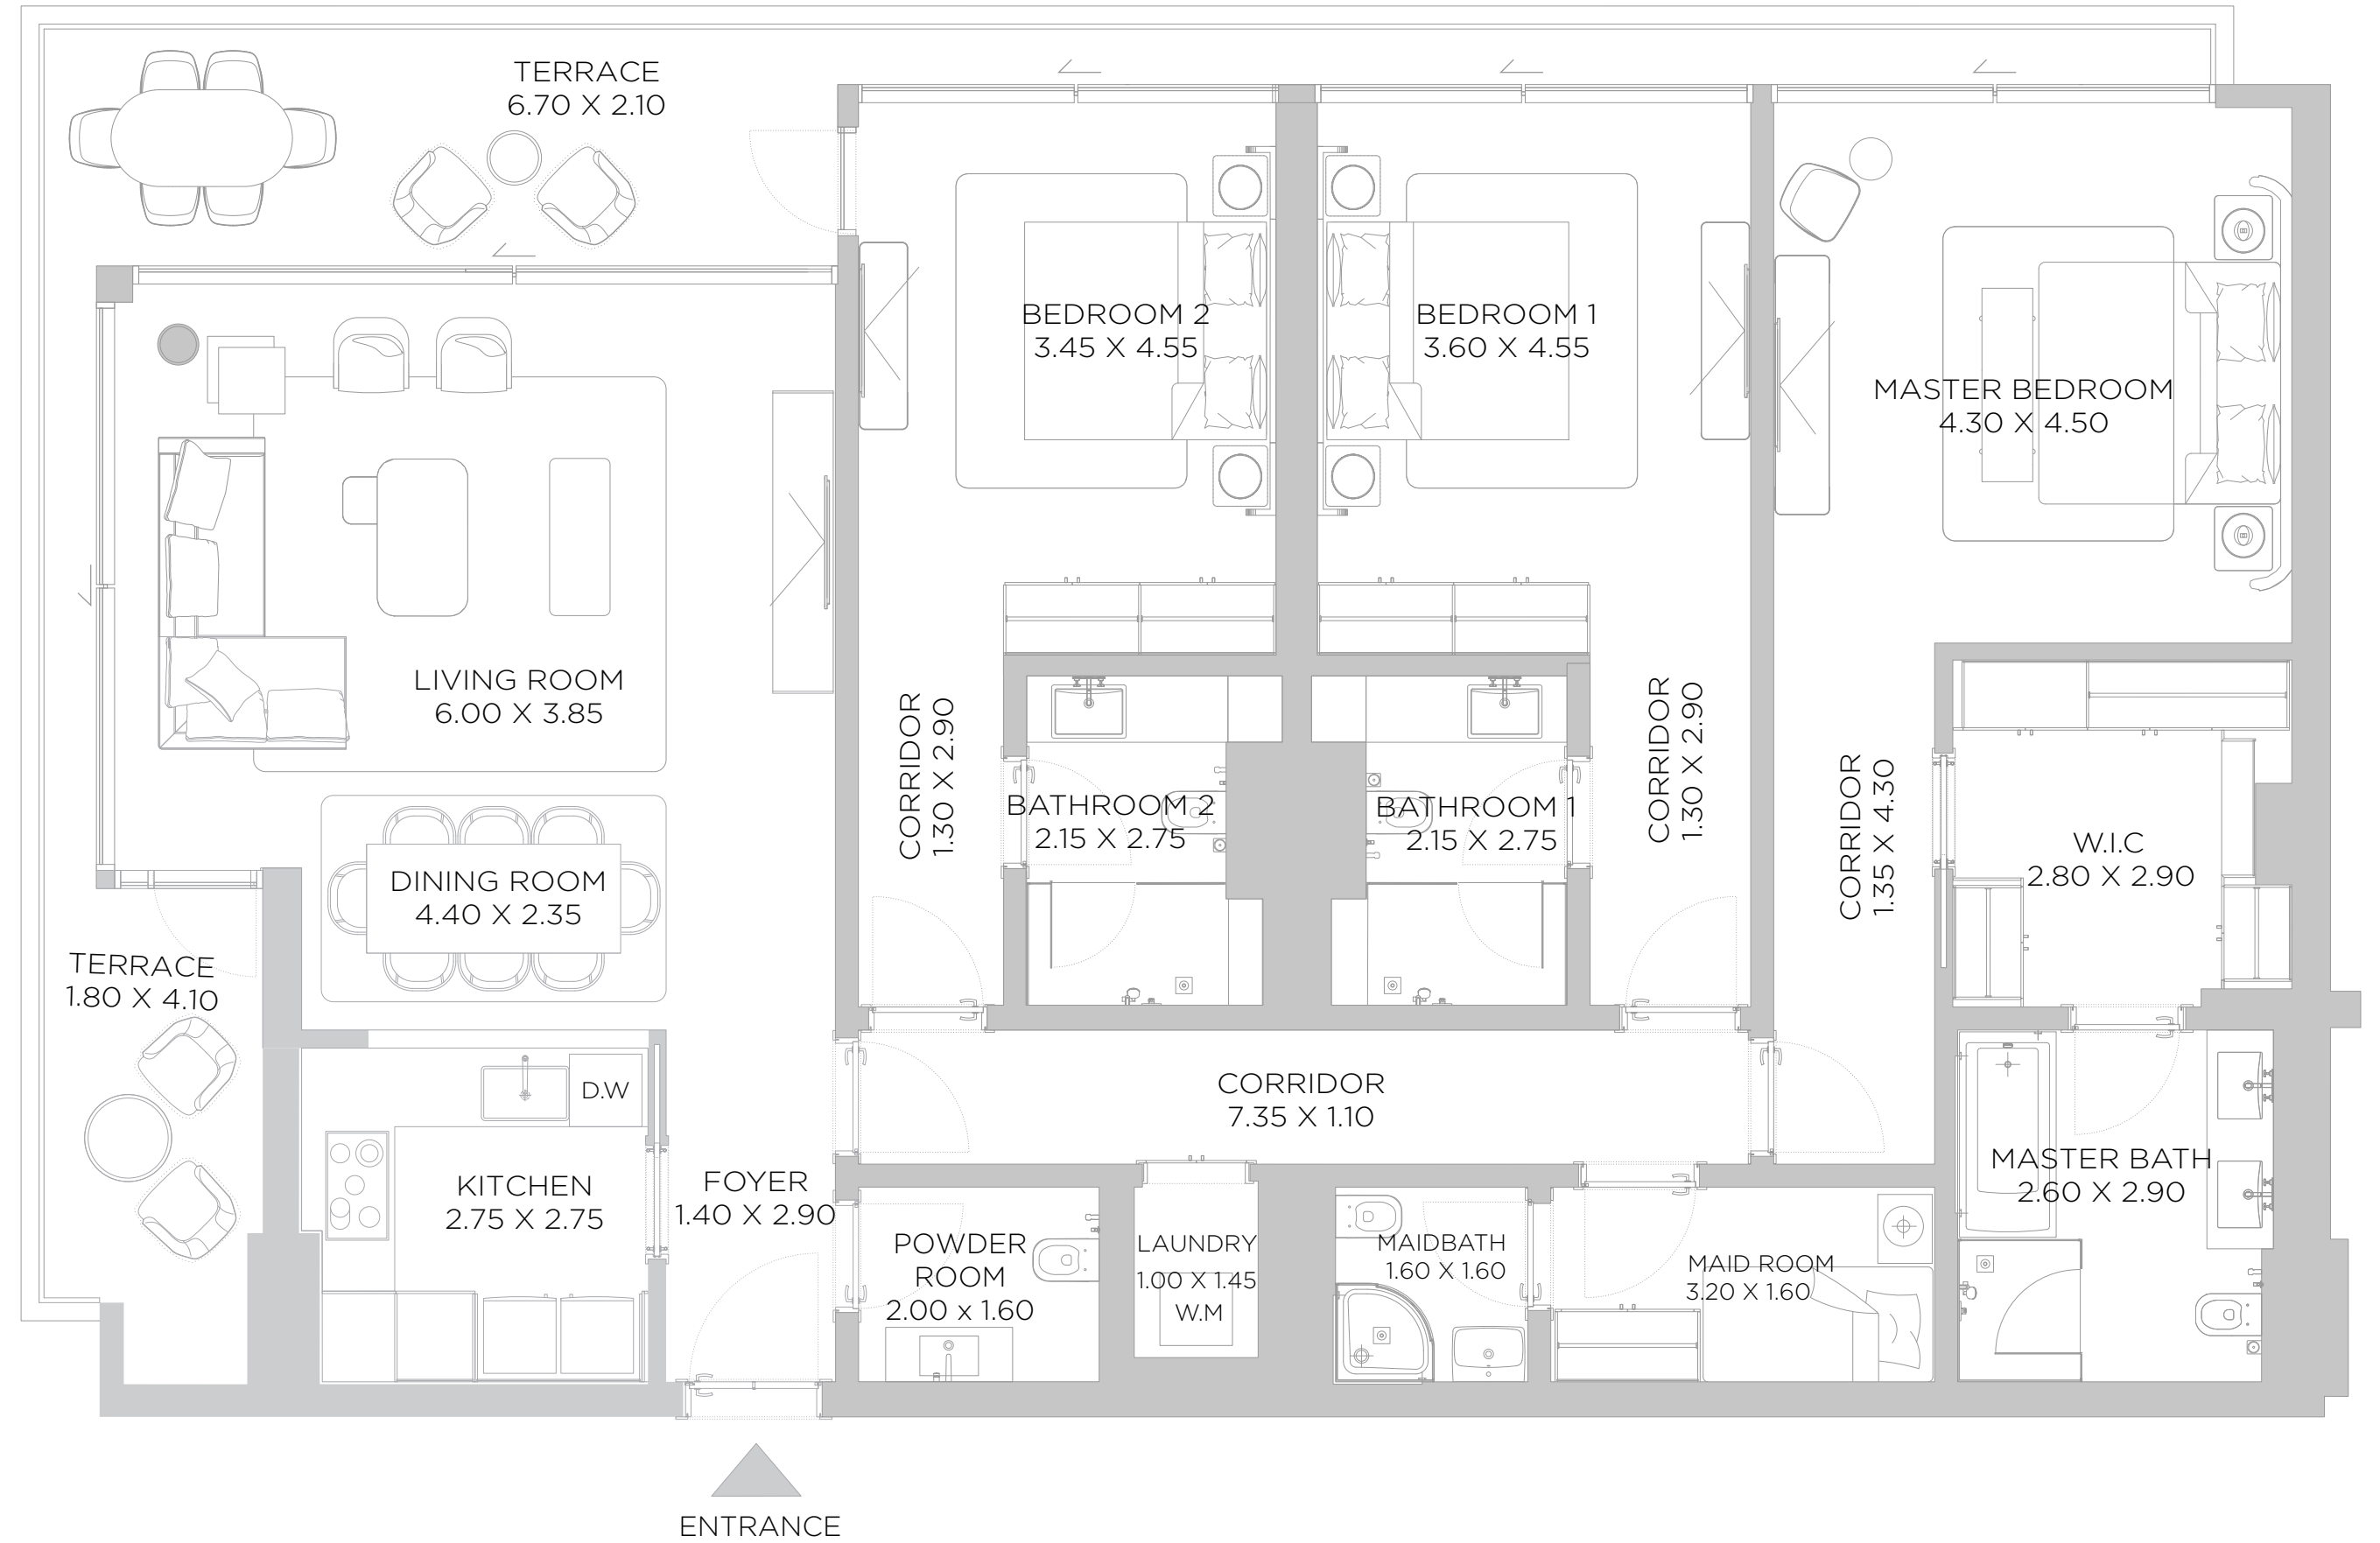 TERRACE
6.70 X 2.10
BEDROOM 2
3.45 X 4.55
BEDROOM 1
3.60 X 4.55
MASTER BEDROOM
4.30 X 4.50
LIVING ROOM
6.00 X 3.85
CORRIDOR
1.30 X 2.90
BATHROOM 2
2.15 X 2.75
BATHROOM 1
2.15 X 2.75
CORRIDOR
1.30 X 2.90
CORRIDOR
1.35 X 4.30
W.I.C
2.80 X 2.90
DINING ROOM
4.40 X 2.35
TERRACE
1.80 X 4.10
D.W
CORRIDOR
7.35 X 1.10
KITCHEN
2.75 X 2.75
FOYER
1.40 X 2.90
POWDER
ROOM
2.00 x 1.60
LAUNDRY
1.00 X 1.45
W.M
MAIDBATH
1.60 X 1.60
MAID ROOM
3.20 X 1.60
MASTER BATH
2.60 X 2.90
ENTRANCE